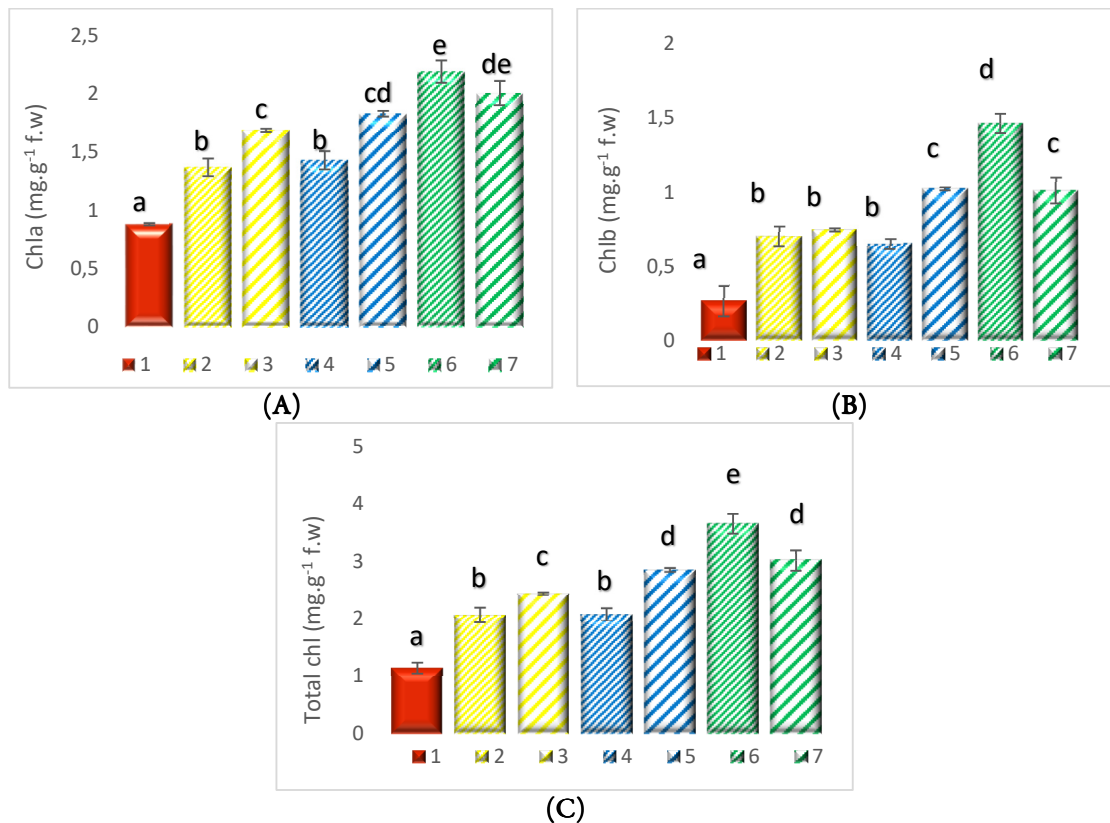 2,5
2
1,5
1
0,5
0
Chla (mg.g⁻¹ f.w)
a
b
c
b
cd
e
de
1 2 3 4 5 6 7
(A)
2
1,5
1
0,5
0
Chlb (mg.g⁻¹ f.w)
a
b
b
b
c
d
c
1 2 3 4 5 6 7
(B)
5
4
3
2
1
0
Total chl (mg.g⁻¹ f.w)
a
b
c
b
d
e
d
1 2 3 4 5 6 7
(C)